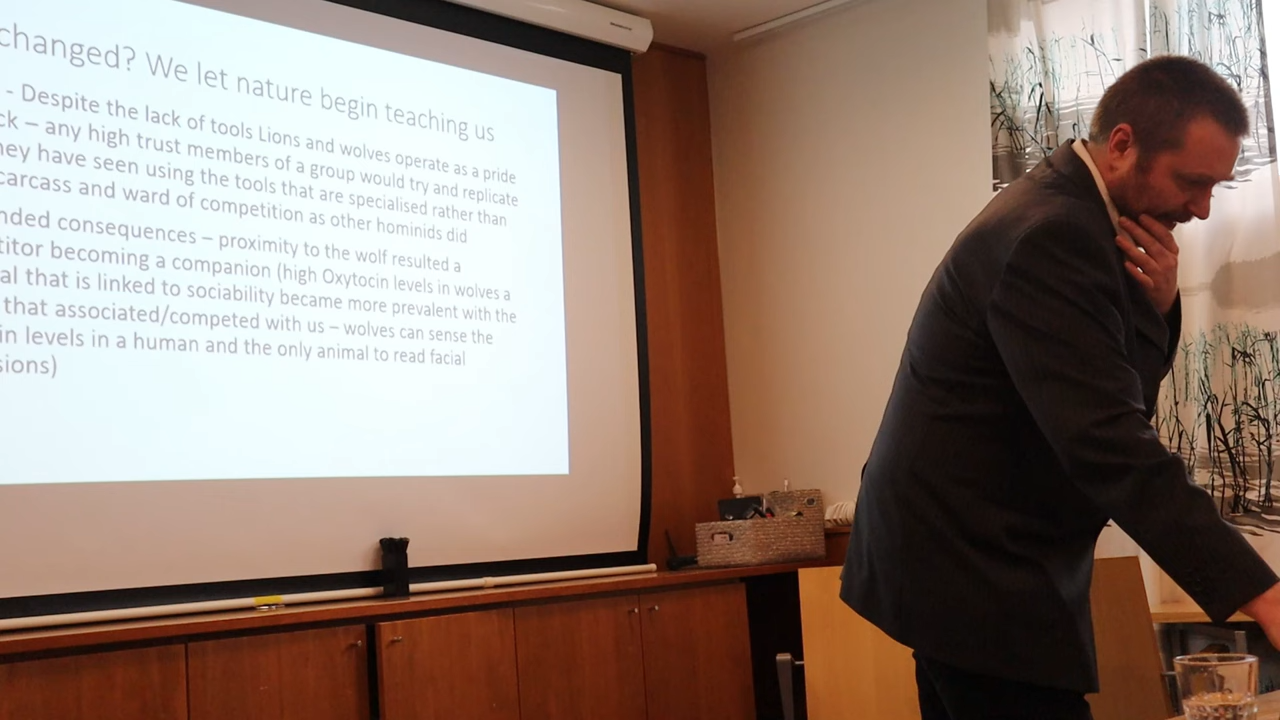 changed? We let nature begin teaching us
- Despite the lack of tools Lions and wolves operate as a pride
ck – any high trust members of a group would try and replicate
hey have seen using the tools that are specialised rather than
carcass and ward of competition as other hominids did
nded consequences – proximity to the wolf resulted a
titor becoming a companion (high Oxytocin levels in wolves a
al that is linked to sociability became more prevalent with the
that associated/competed with us – wolves can sense the
in levels in a human and the only animal to read facial
sions)